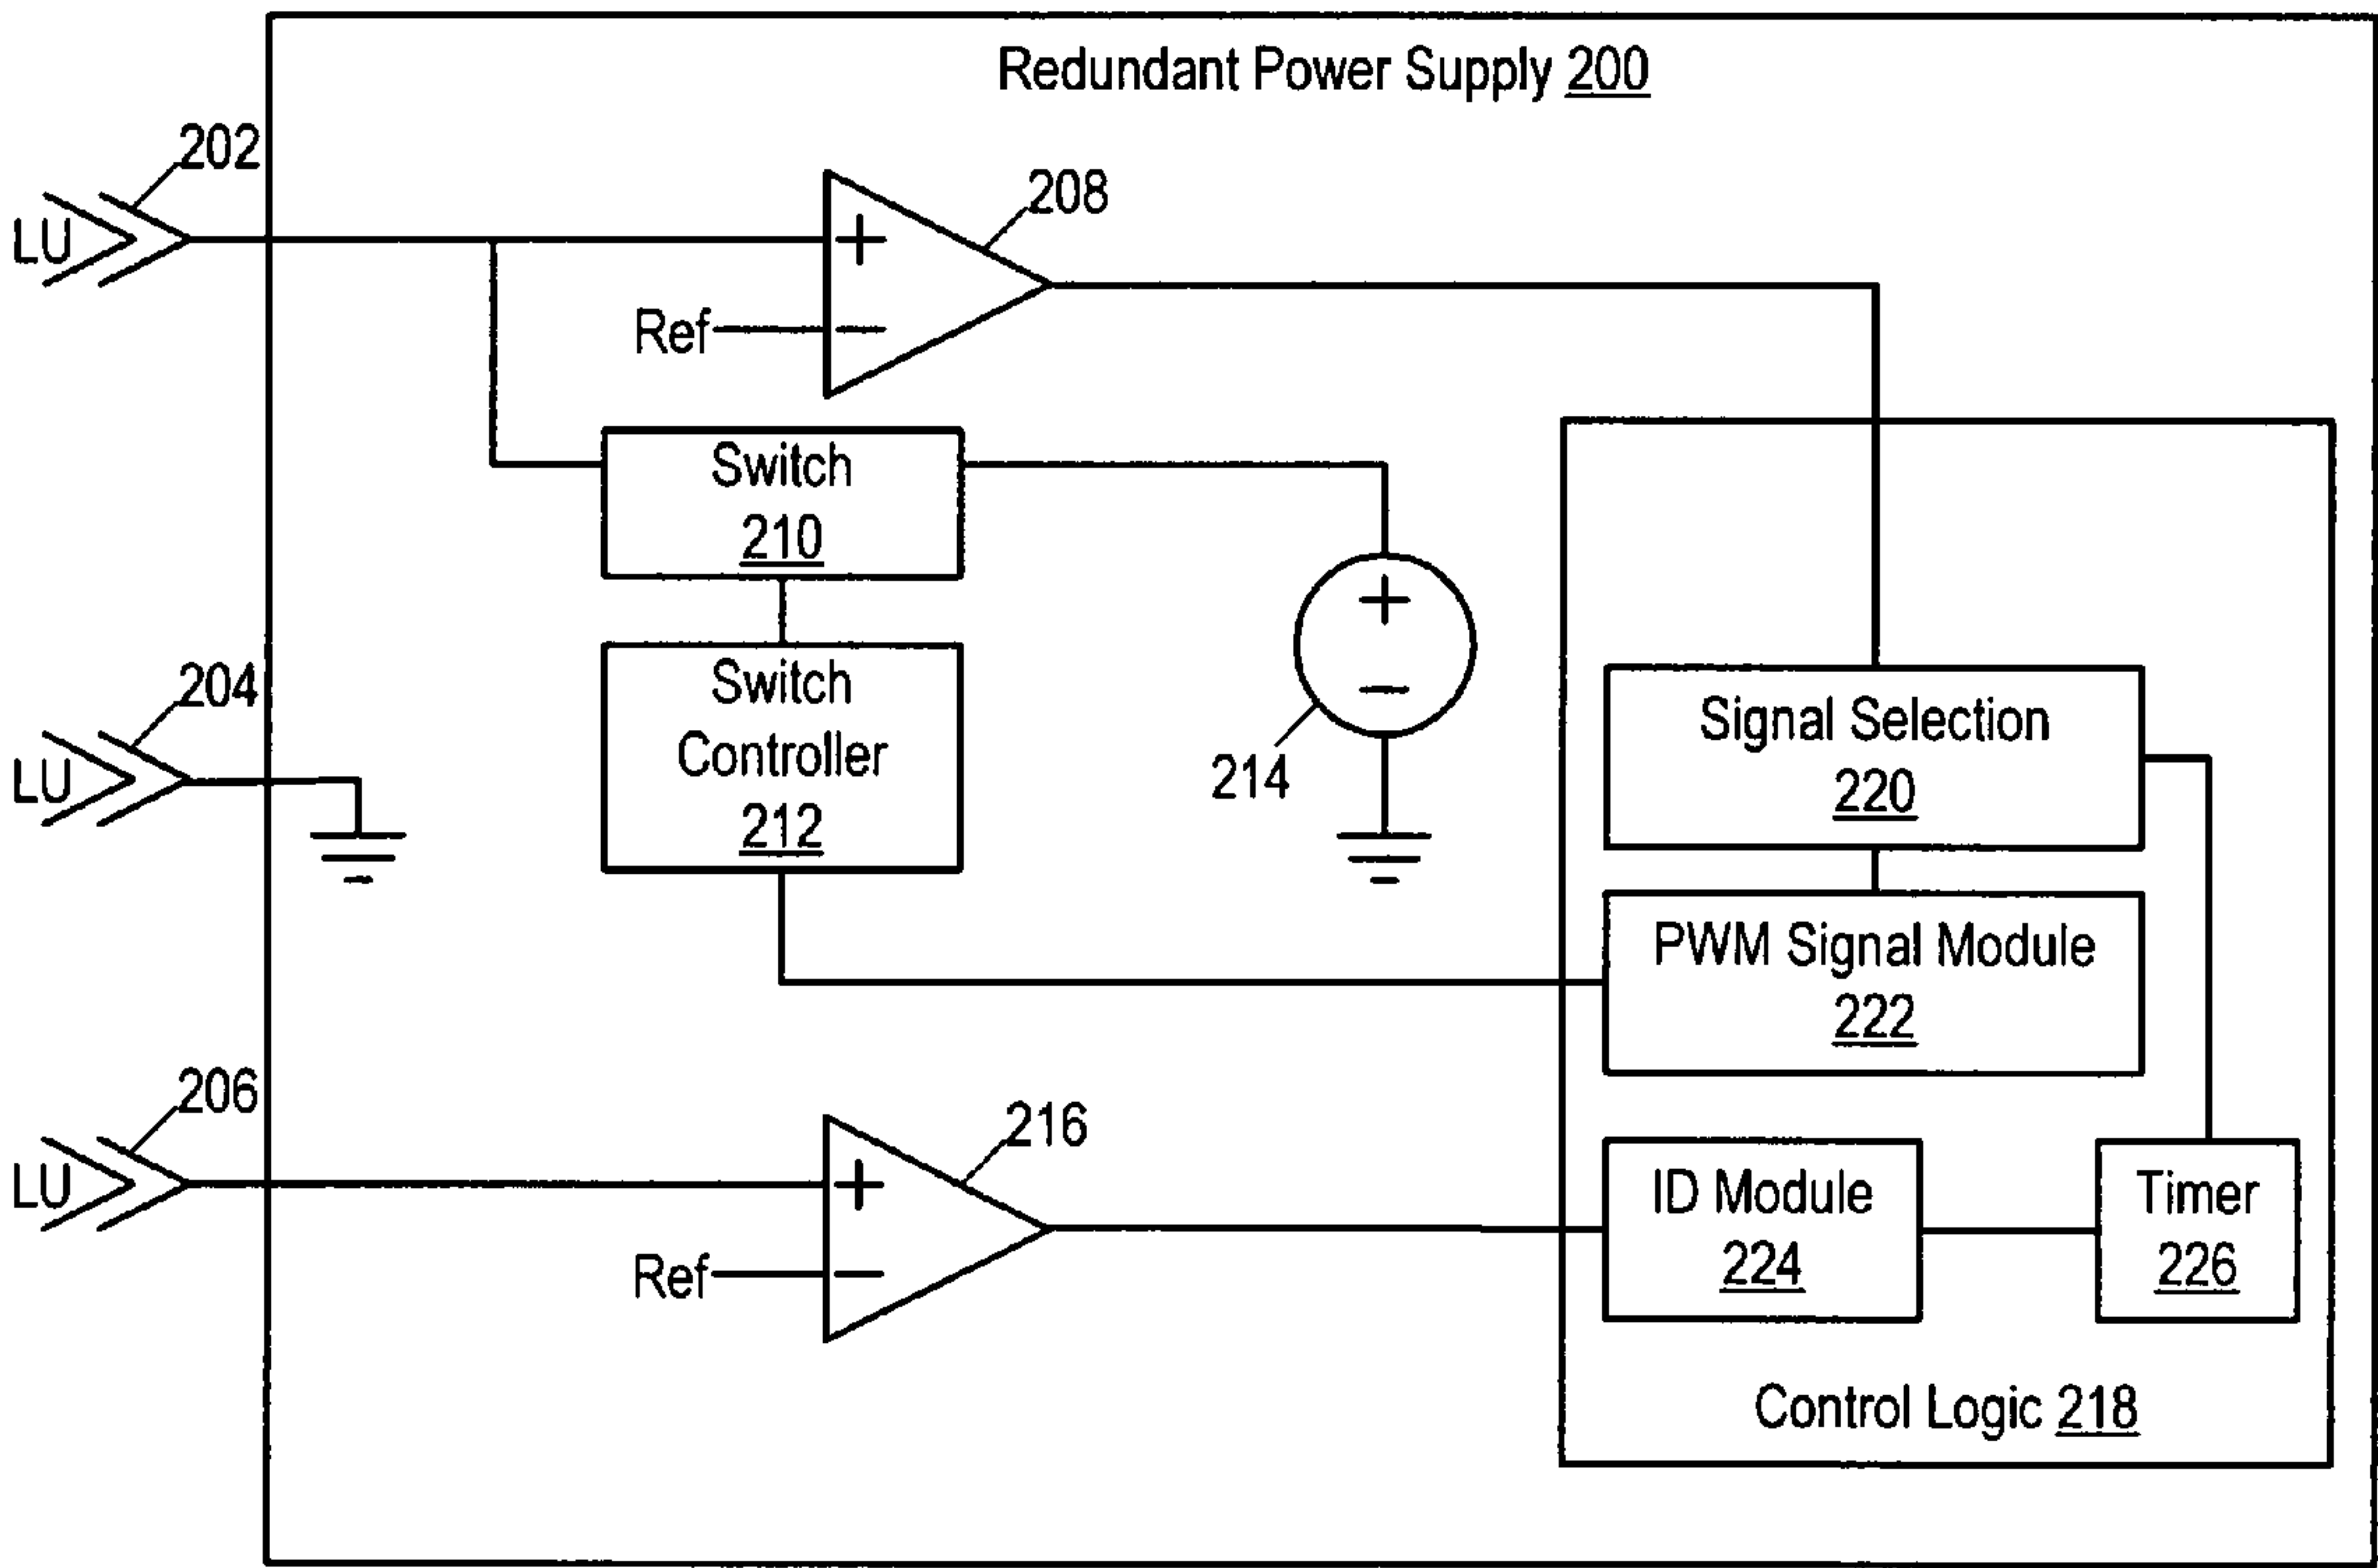 Redundant Power Supply 200
202
LU
208
+
Ref
−
Switch
210
+
−
214
204
LU
Switch
Controller
212
Signal Selection
220
PWM Signal Module
222
206
LU
216
+
Ref
−
ID Module
224
Timer
226
Control Logic 218